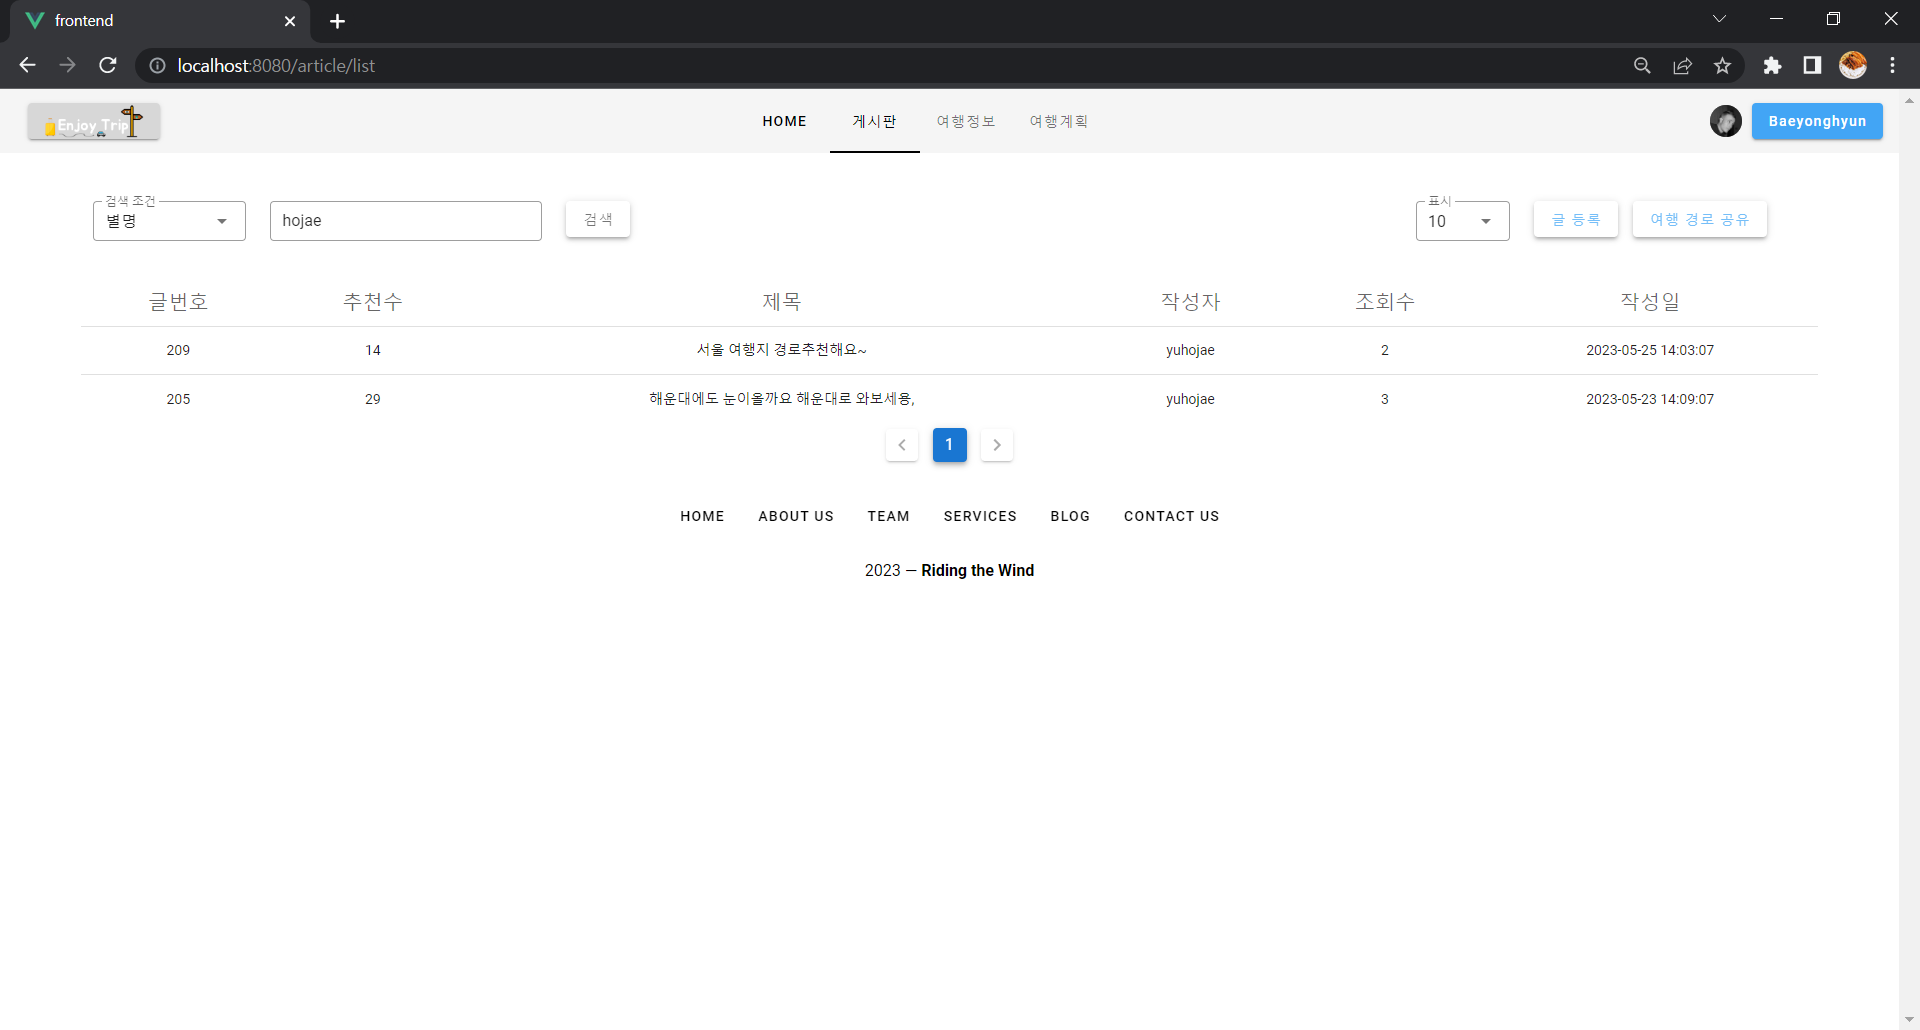 frontend
localhost:8080/article/list
Enjoy Trip HOME 게시판 여행정보 여행계획 Baeyonghyun
검색 조건 표시
별명 hojae 검색 10 글 등록 여행 경로 공유
글번호 추천수 제목 작성자 조회수 작성일
209 14 서울 여행지 경로추천해요~ yuhojae 2 2023-05-25 14:03:07
205 29 해운대에도 눈이올까요 해운대로 와보세용, yuhojae 3 2023-05-23 14:09:07
1
HOME ABOUT US TEAM SERVICES BLOG CONTACT US
2023 — Riding the Wind